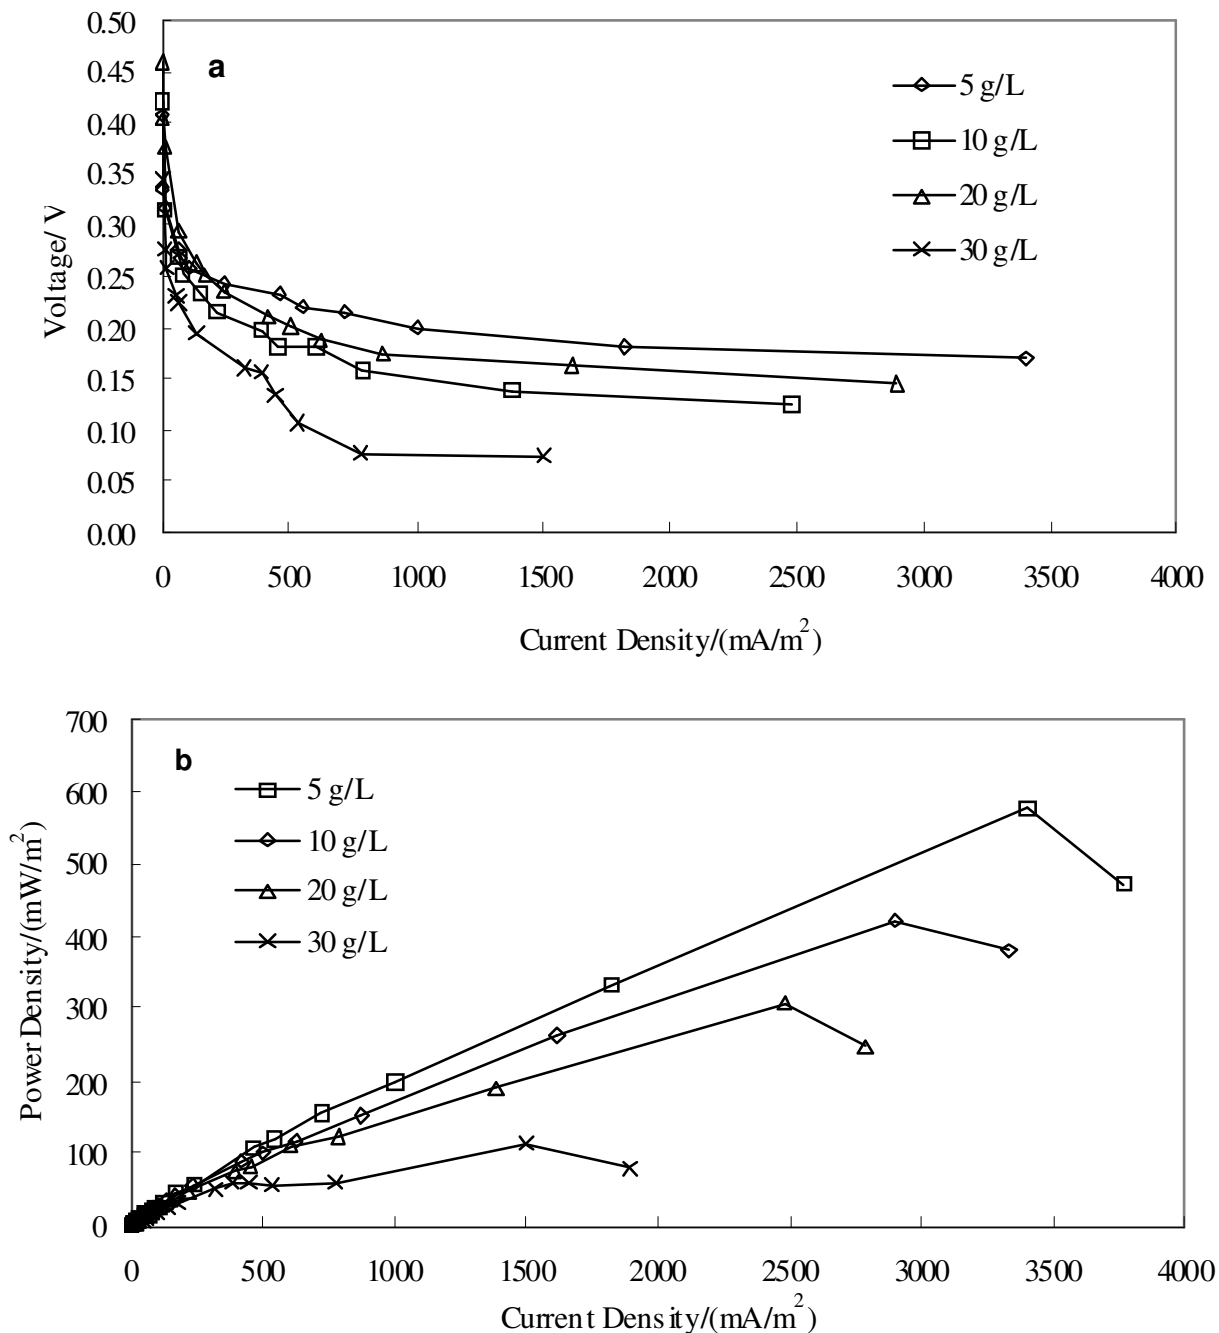 a
0.50
0.45
0.40
0.35
0.30
0.25
0.20
0.15
0.10
0.05
0.00
Voltage/ V
5 g/L
10 g/L
20 g/L
30 g/L
0 500 1000 1500 2000 2500 3000 3500 4000
Current Density/(mA/m²)
b
700
600
500
400
300
200
100
0
Power Density/(mW/m²)
5 g/L
10 g/L
20 g/L
30 g/L
0 500 1000 1500 2000 2500 3000 3500 4000
Current Density/(mA/m²)